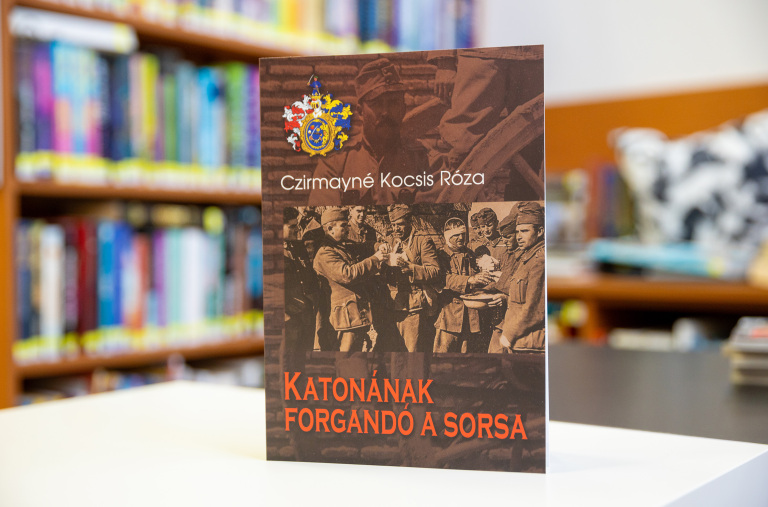 Czirmayné Kocsis Róza
KATONÁNAK
FORGANDÓ A SORSA